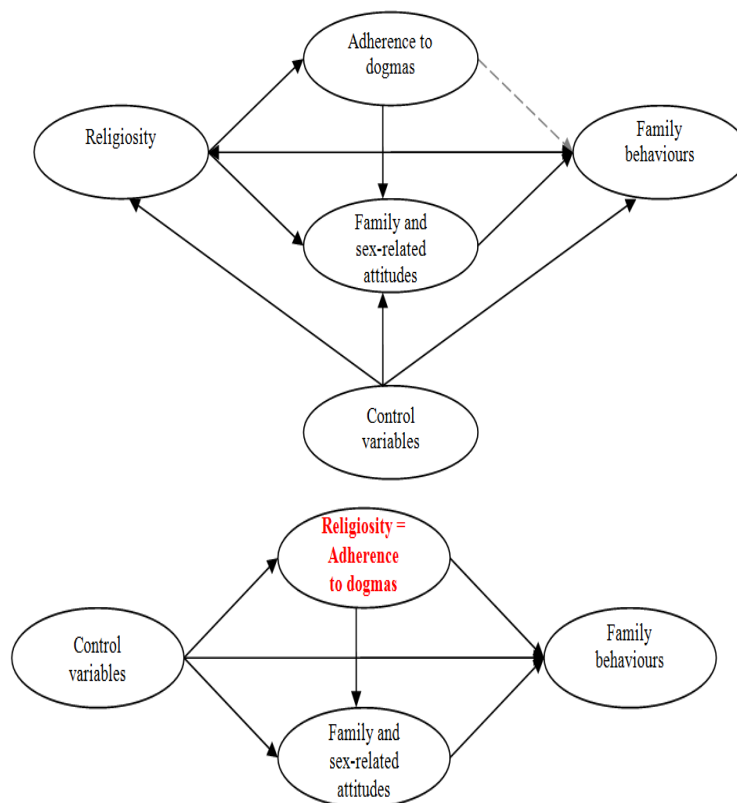 Adherence to
dogmas
Religiosity
Family
behaviours
Family and
sex-related
attitudes
Control
variables
Religiosity =
Adherence
to dogmas
Control
variables
Family
behaviours
Family and
sex-related
attitudes